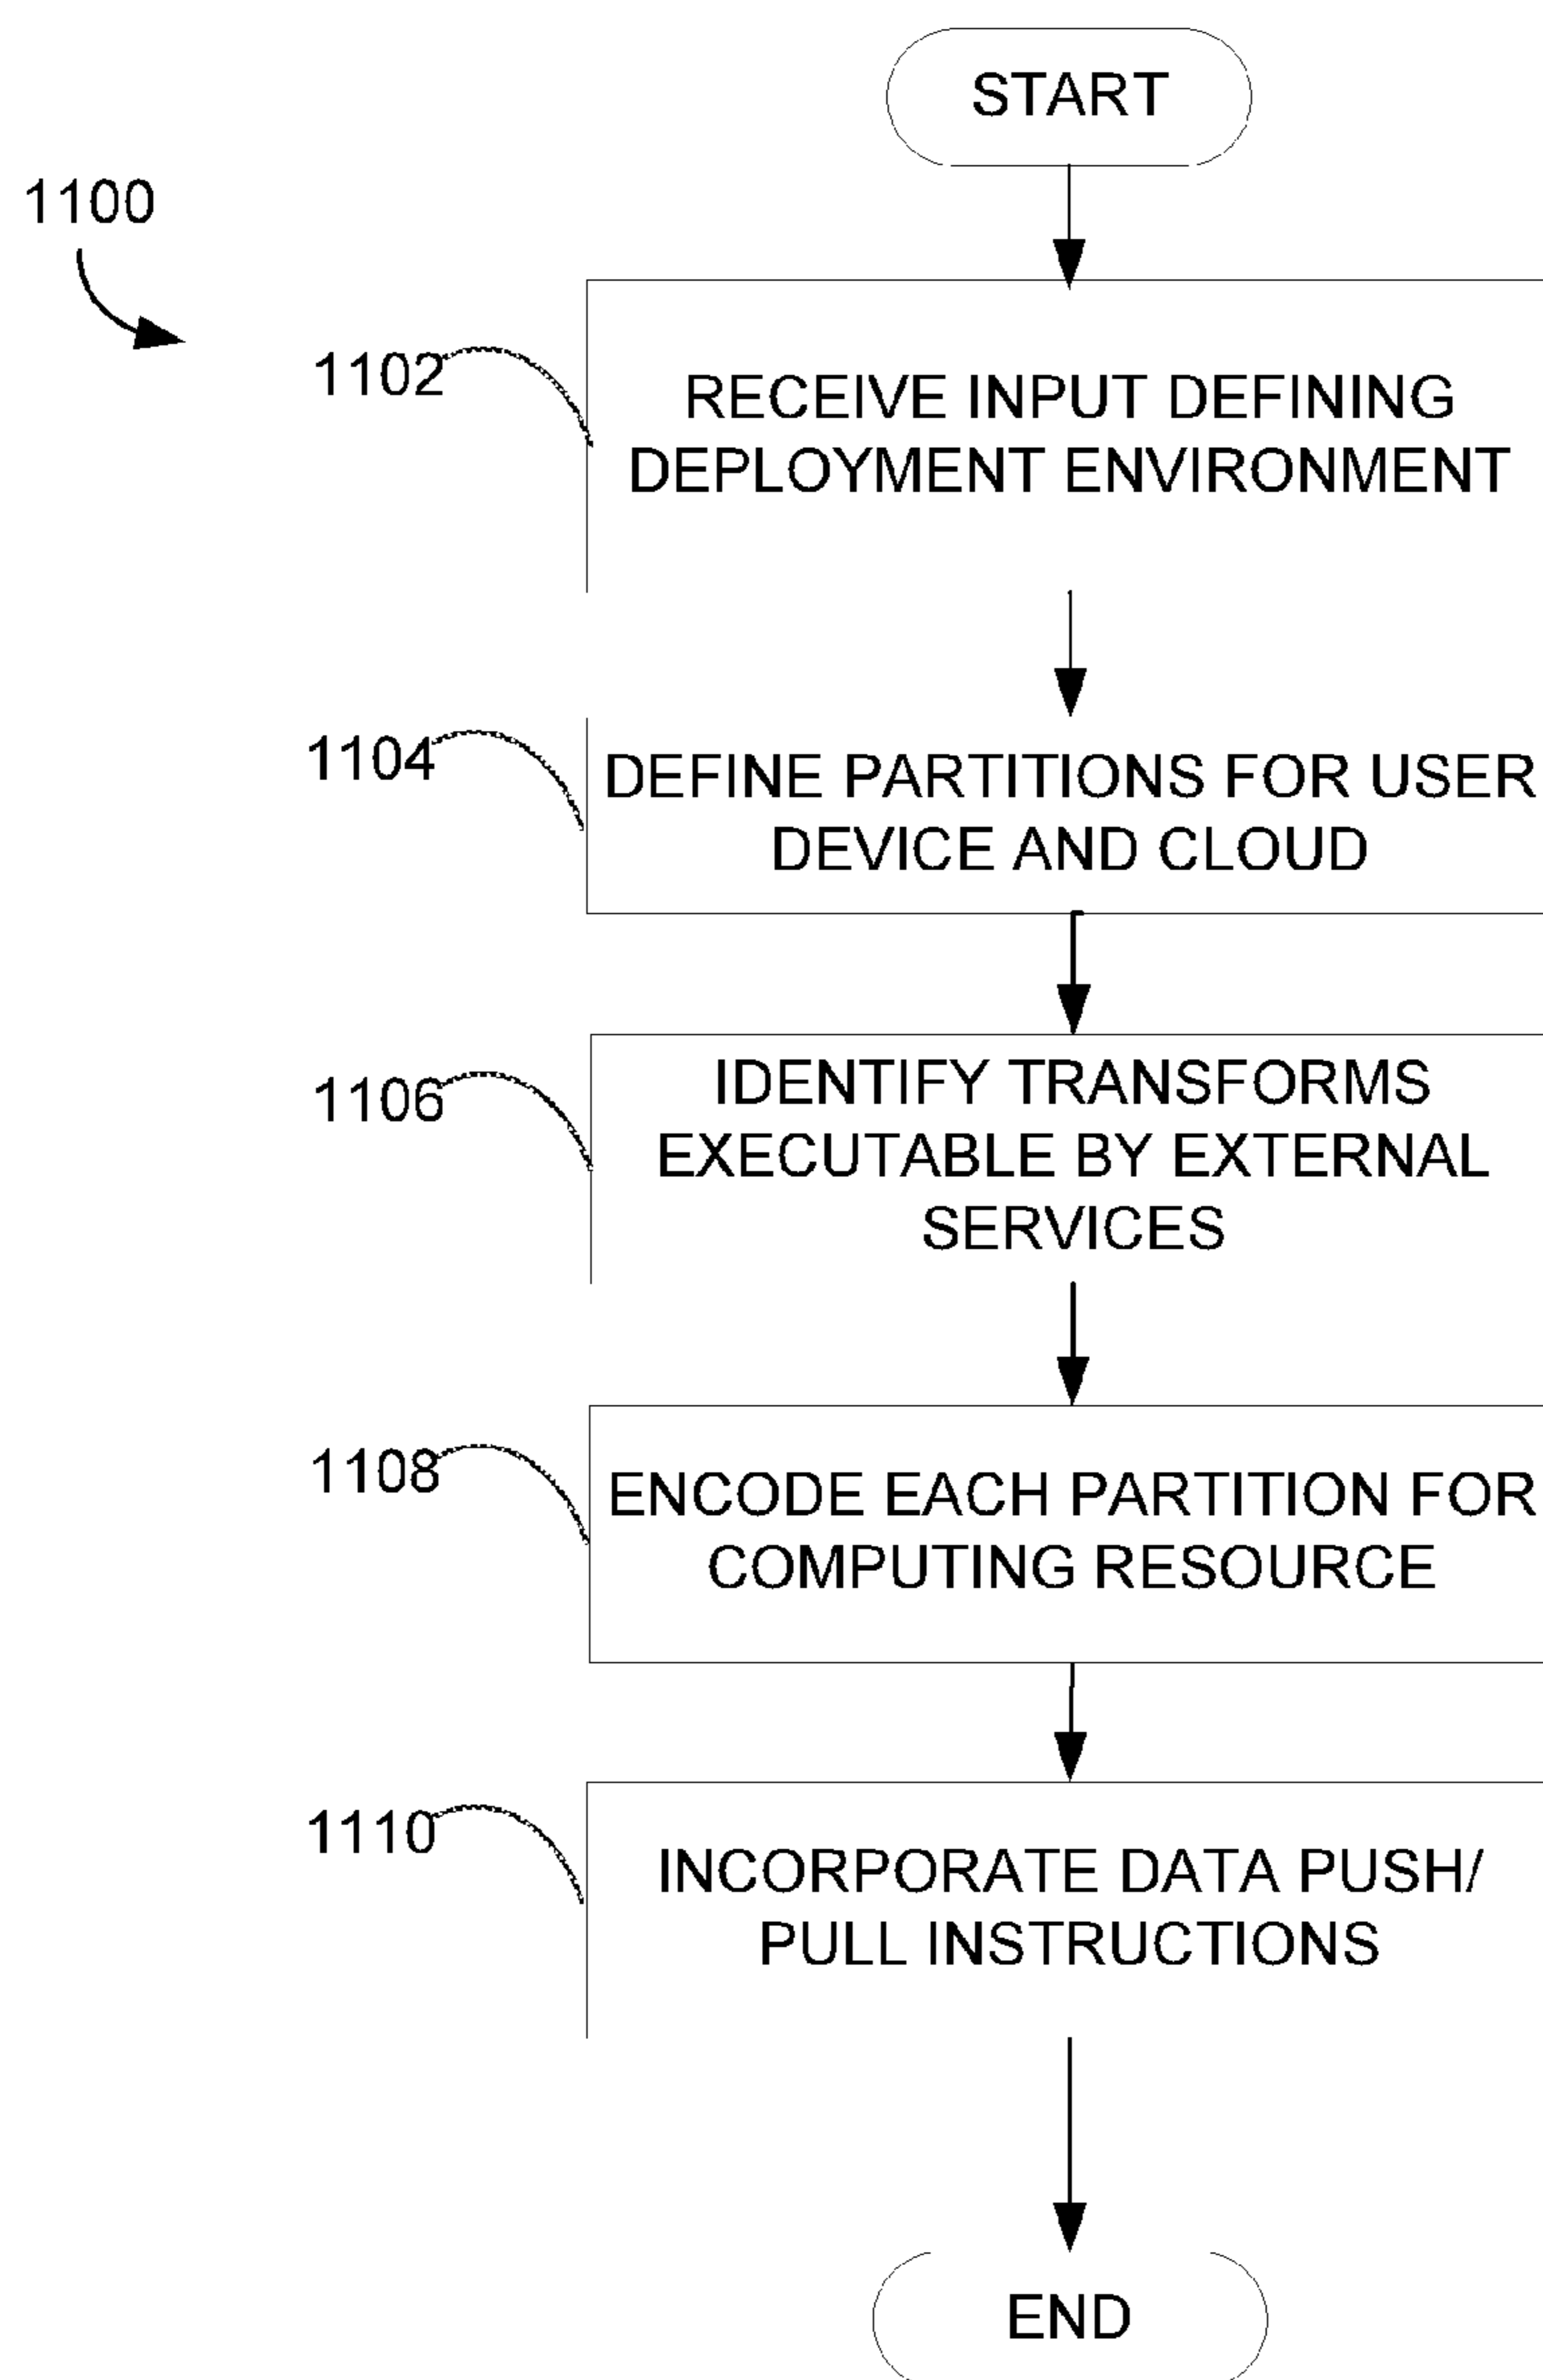 START
1100
1102
RECEIVE INPUT DEFINING
DEPLOYMENT ENVIRONMENT
1104
DEFINE PARTITIONS FOR USER
DEVICE AND CLOUD
1106
IDENTIFY TRANSFORMS
EXECUTABLE BY EXTERNAL
SERVICES
1108
ENCODE EACH PARTITION FOR
COMPUTING RESOURCE
1110
INCORPORATE DATA PUSH/
PULL INSTRUCTIONS
END